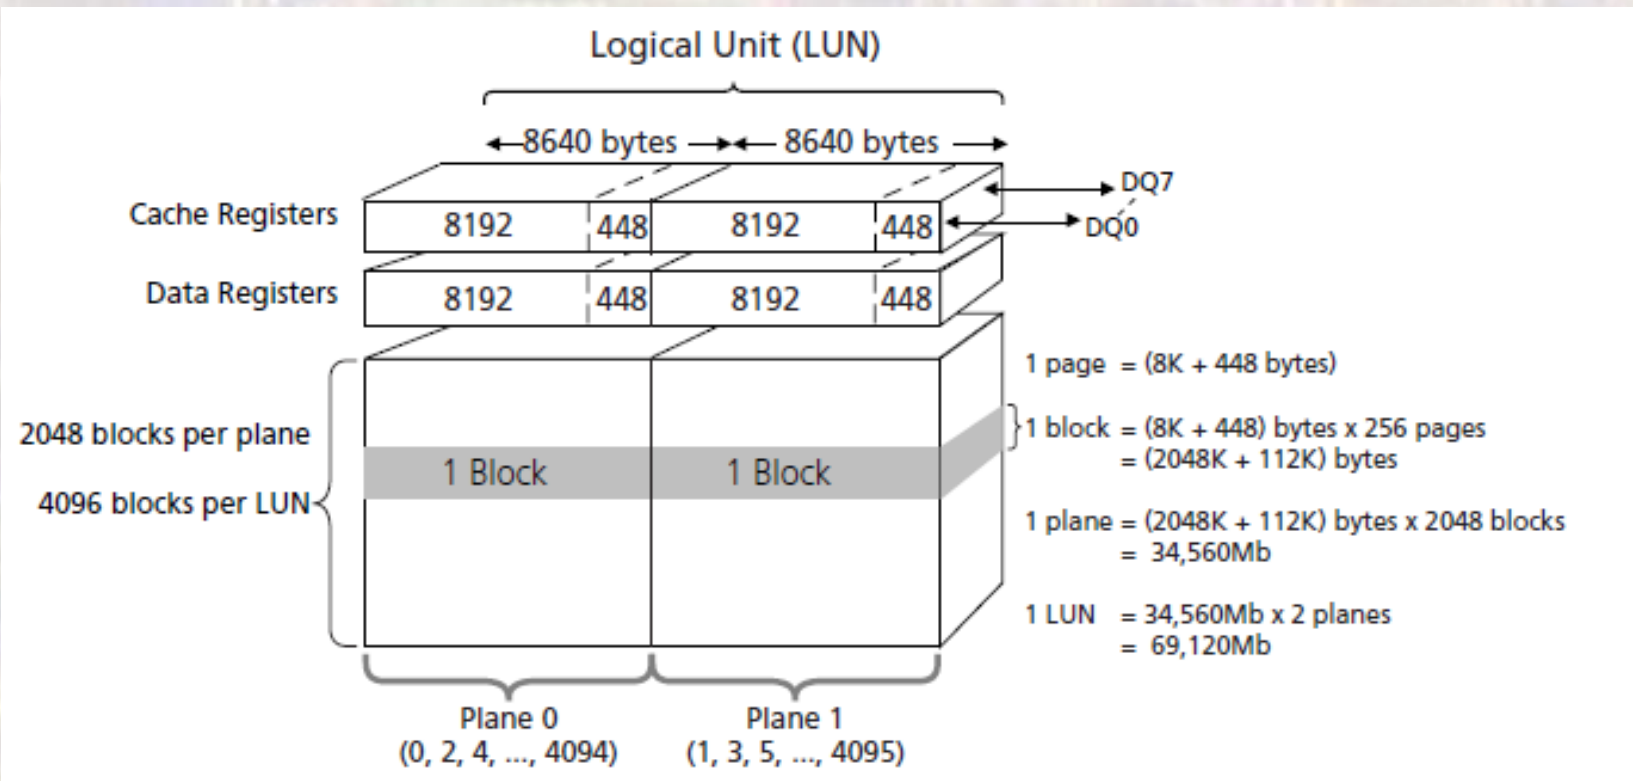 Logical Unit (LUN)
8640 bytes 8640 bytes
Cache Registers 8192 448 8192 448 DQ7
DQ0
Data Registers 8192 448 8192 448
1 page = (8K + 448 bytes)
2048 blocks per plane
1 Block 1 Block
1 block = (8K + 448) bytes x 256 pages
= (2048K + 112K) bytes
4096 blocks per LUN
1 plane = (2048K + 112K) bytes x 2048 blocks
= 34,560Mb
1 LUN = 34,560Mb x 2 planes
= 69,120Mb
Plane 0
(0, 2, 4, ..., 4094)
Plane 1
(1, 3, 5, ..., 4095)